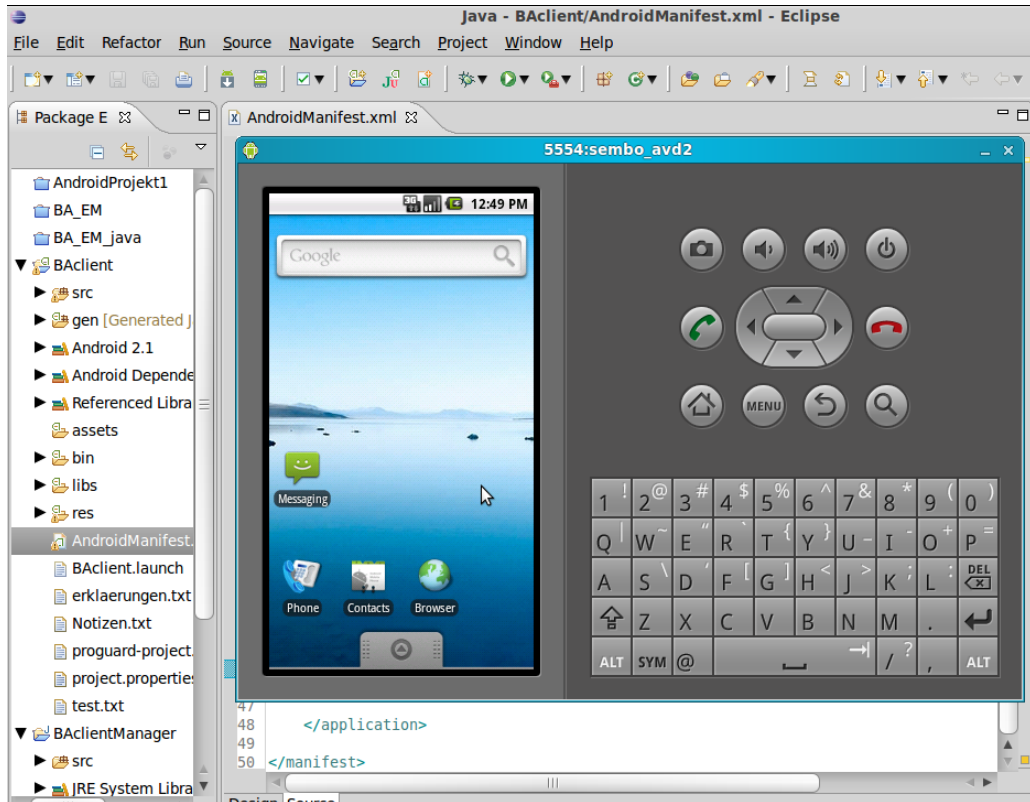 Java - BAclient/AndroidManifest.xml - Eclipse
File Edit Refactor Run Source Navigate Search Project Window Help
Package E
AndroidManifest.xml
5554:sembo_avd2
AndroidProjekt1
BA_EM
BA_EM_java
BAclient
src
gen [Generated J
Android 2.1
Android Depende
Referenced Libra
assets
bin
libs
res
AndroidManifest.
BAclient.launch
erklaerungen.txt
Notizen.txt
proguard-project.
project.properties
test.txt
BAclientManager
src
JRE System Libra
3G 12:49 PM
Google
Messaging
Phone Contacts Browser
MENU
1 ! 2 @ 3 # 4 $ 5 % 6 ^ 7 & 8 * 9 ( 0 )
Q | W ~ E " R ` T { Y } U _ I - O + P =
A S \ D ' F [ G ] H < J > K ; L : DEL
Z X C V B N M .
ALT SYM @ / ? , ALT
47
48 </application>
49
50 </manifest>
Design Source